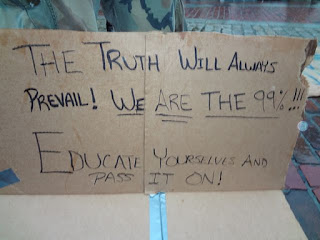 THE TRUTH WILL ALWAYS
PREVAIL! WE ARE THE 99%!!!
EDUCATE YOURSELVES AND
PASS IT ON!